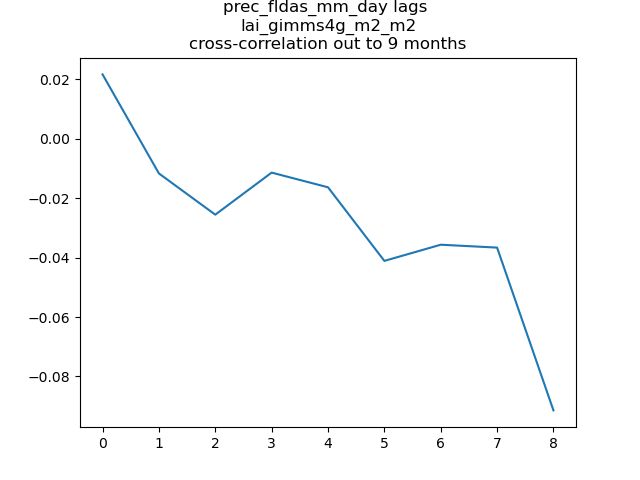 prec_fldas_mm_day lags
lai_gimms4g_m2_m2
cross-correlation out to 9 months
0.02
0.00
−0.02
−0.04
−0.06
−0.08
0 1 2 3 4 5 6 7 8